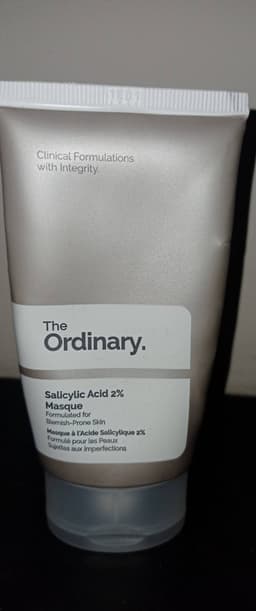 Clinical Formulations
with Integrity.
The
Ordinary.
Salicylic Acid 2%
Masque
Formulated for
Blemish-Prone Skin
Masque à l'Acide Salicylique 2%
Formulé pour les Peaux
Sujettes aux Imperfections